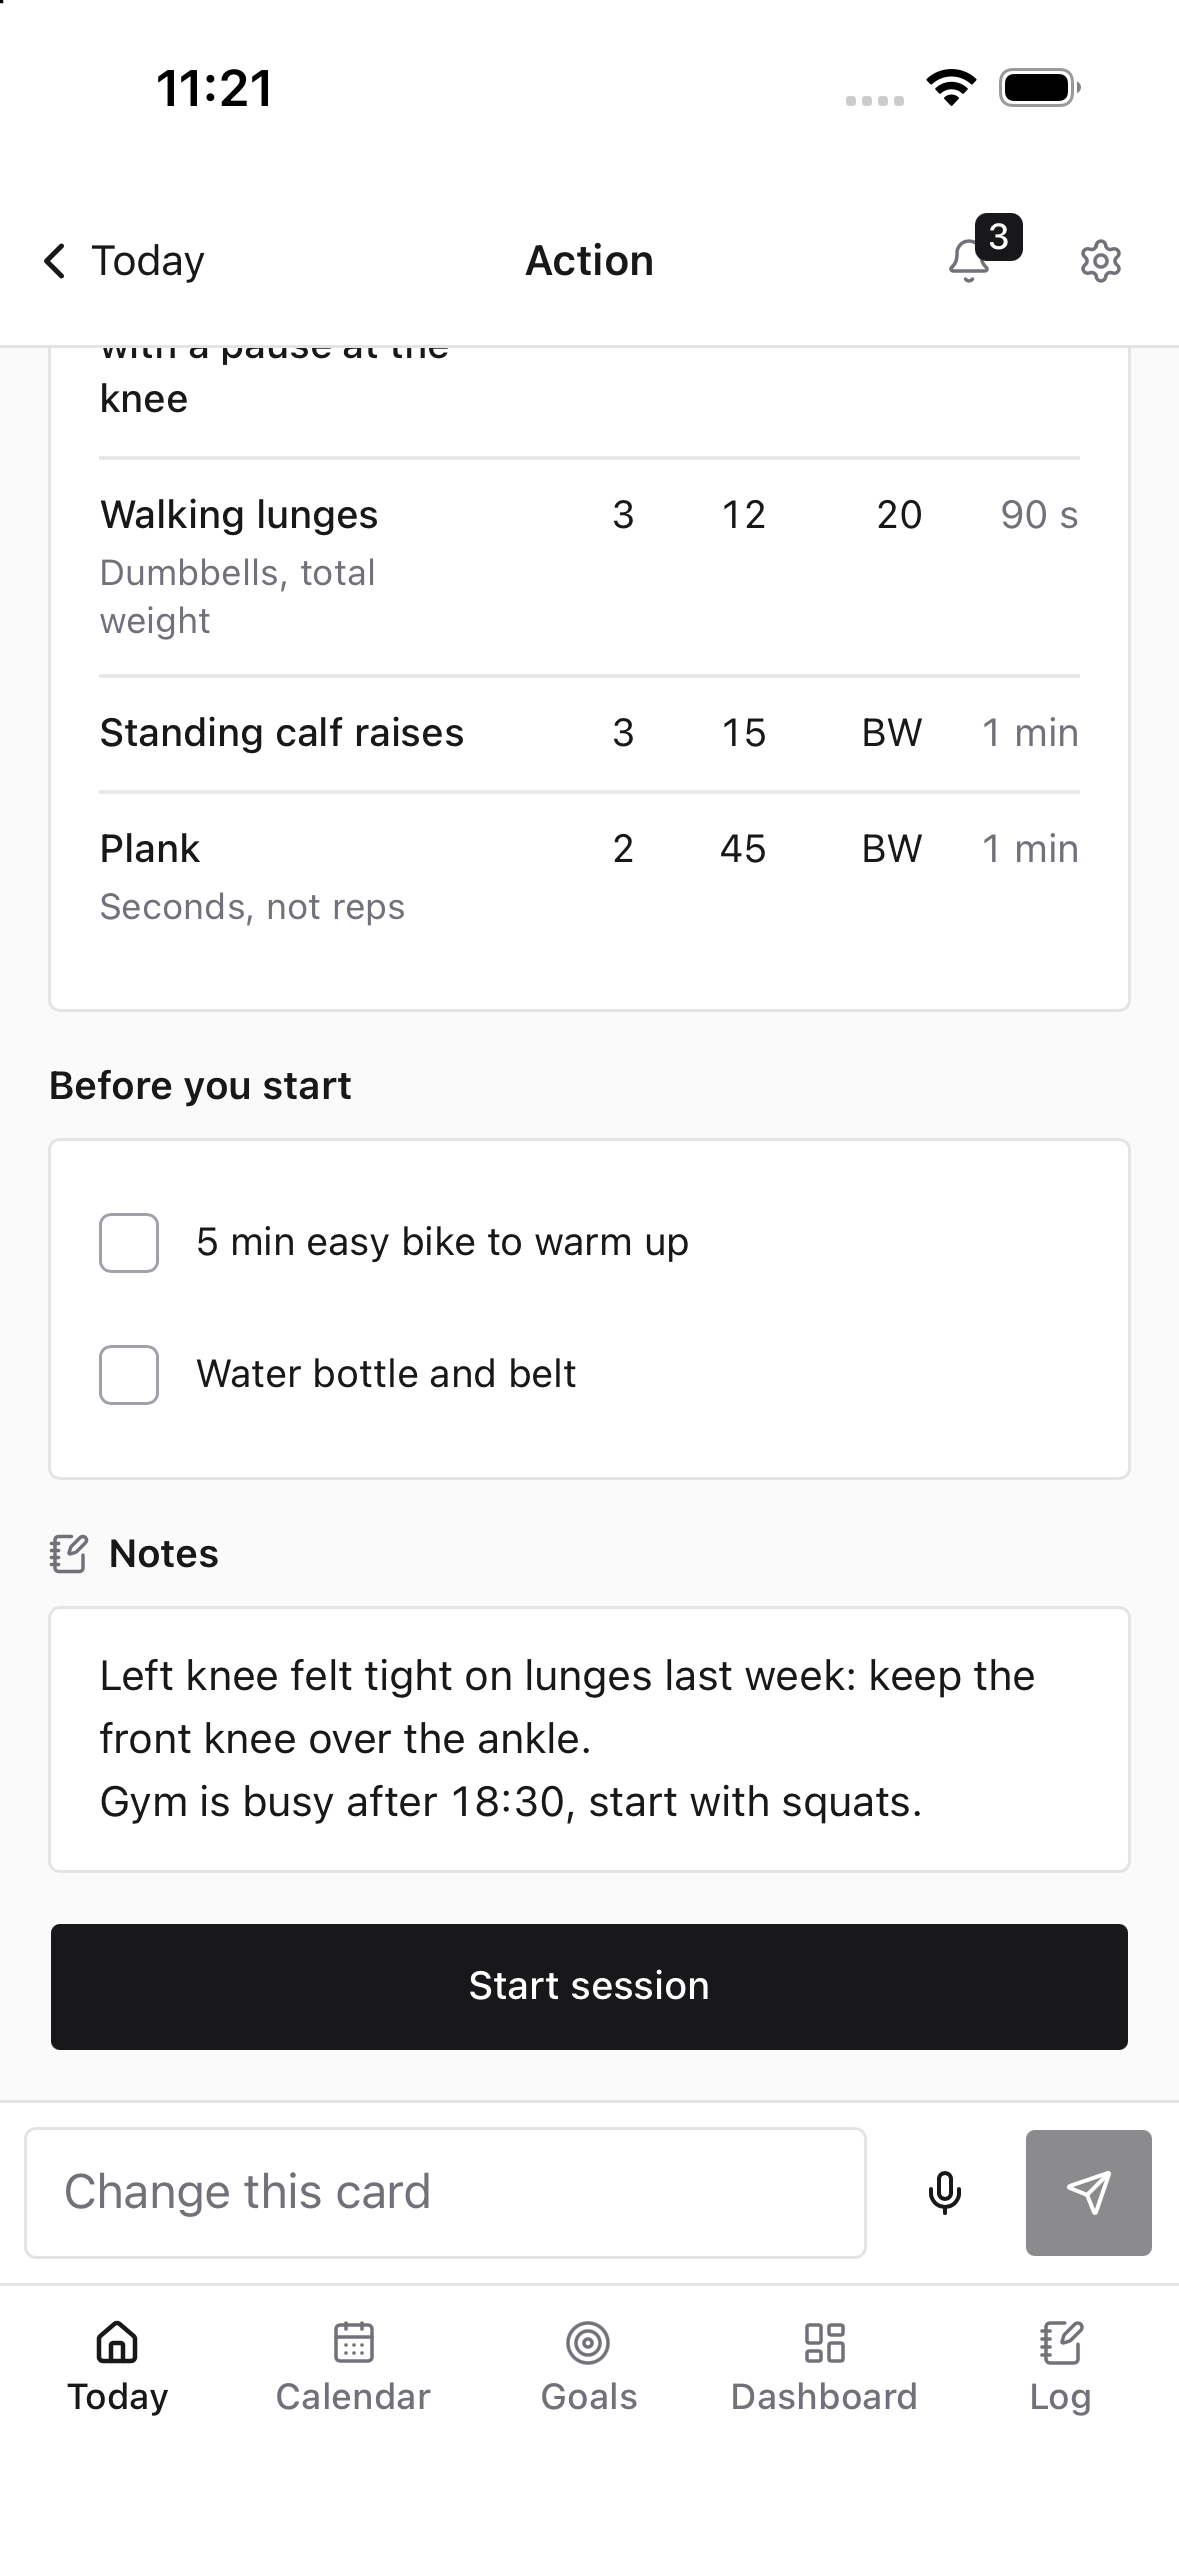 11:21
Today
Action
3
with a pause at the
knee
Walking lunges 3 12 20 90 s
Dumbbells, total
weight
Standing calf raises 3 15 BW 1 min
Plank 2 45 BW 1 min
Seconds, not reps
Before you start
5 min easy bike to warm up
Water bottle and belt
Notes
Left knee felt tight on lunges last week: keep the
front knee over the ankle.
Gym is busy after 18:30, start with squats.
Start session
Change this card
Today Calendar Goals Dashboard Log